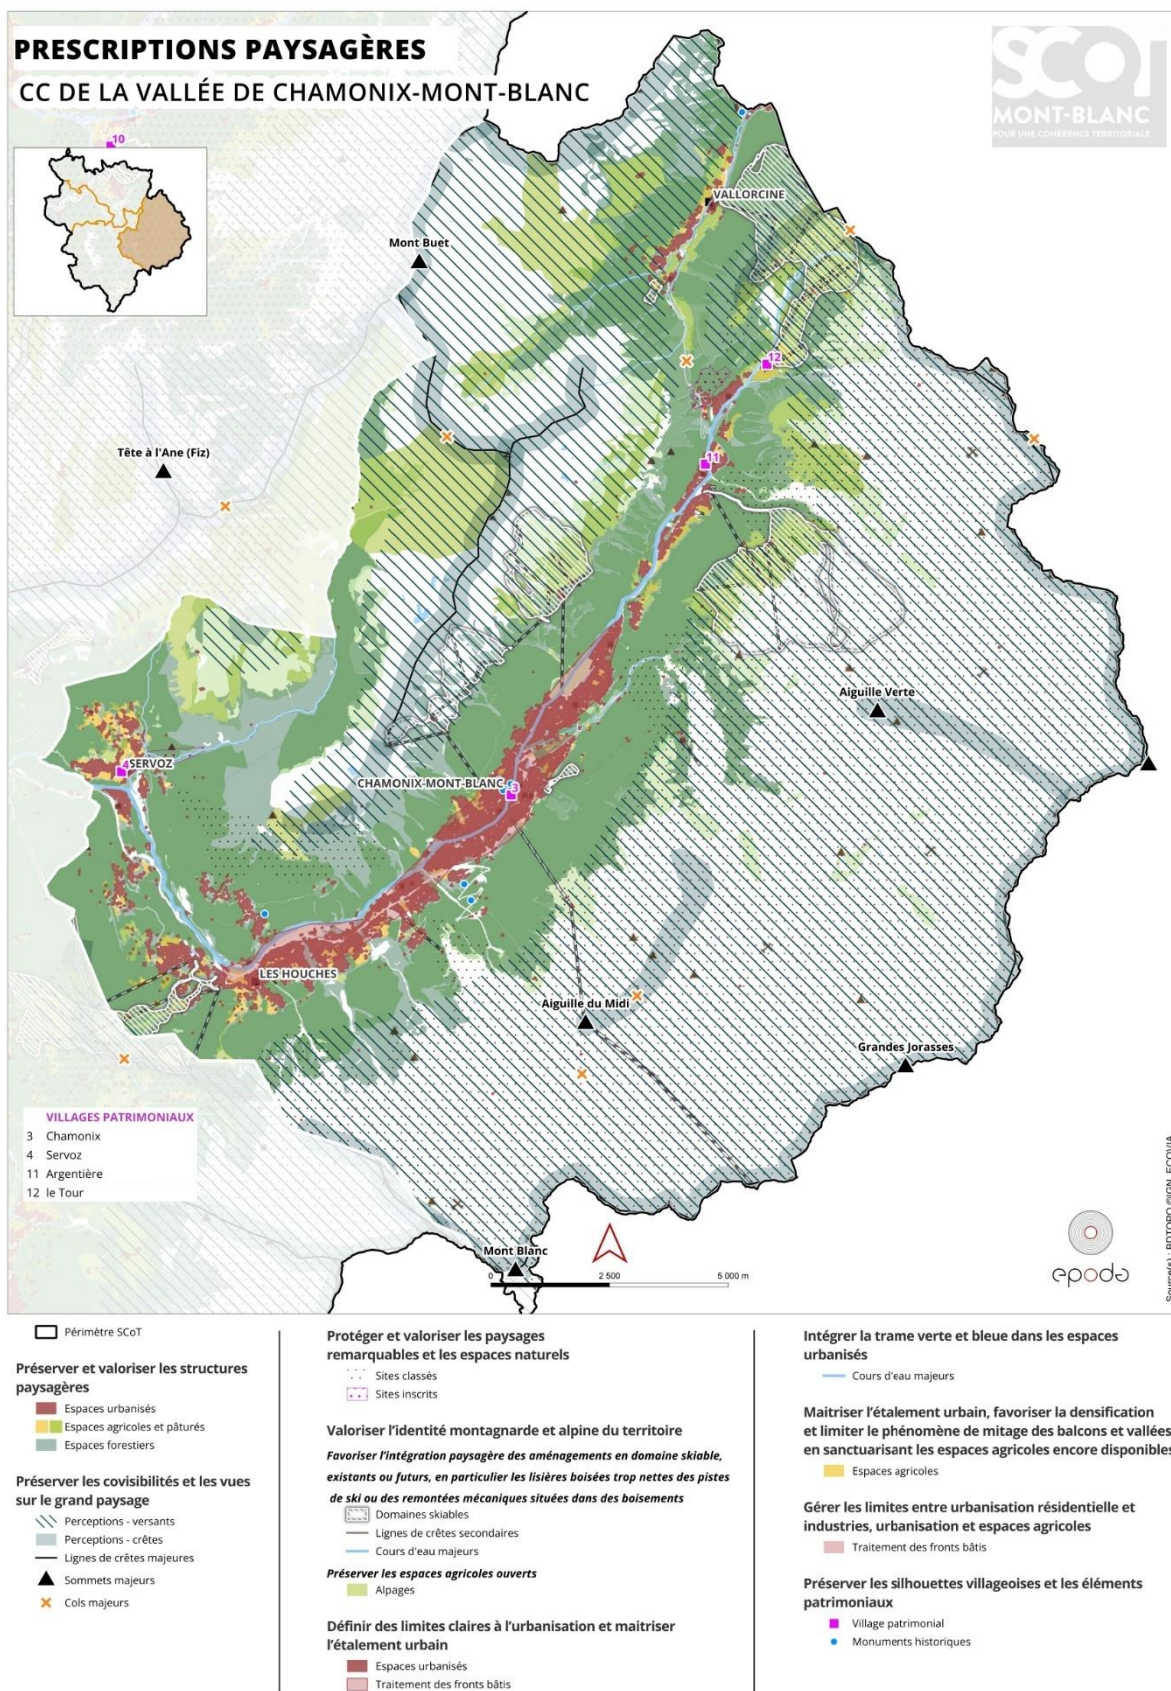 PRESCRIPTIONS PAYSAGÈRES
CC DE LA VALLÉE DE CHAMONIX-MONT-BLANC
SCOT
MONT-BLANC
POUR UNE COHÉRENCE TERRITORIALE
10
VALLORCINE
Mont Buet
12
Tête à l'Ane (Fiz)
11
Aiguille Verte
4
SERVOZ
CHAMONIX-MONT-BLANC
3
LES HOUCHES
Aiguille du Midi
Grandes Jorasses
VILLAGES PATRIMONIAUX
3 Chamonix
4 Servoz
11 Argentière
12 le Tour
Mont Blanc
0 2 500 5 000 m
epoda
Source(s) : BDTOPO ©IGN, ECOVIA
Périmètre SCoT
Préserver et valoriser les structures
paysagères
Espaces urbanisés
Espaces agricoles et pâturés
Espaces forestiers
Préserver les covisibilités et les vues
sur le grand paysage
Perceptions - versants
Perceptions - crêtes
Lignes de crêtes majeures
Sommets majeurs
Cols majeurs
Protéger et valoriser les paysages
remarquables et les espaces naturels
Sites classés
Sites inscrits
Valoriser l'identité montagnarde et alpine du territoire
Favoriser l'intégration paysagère des aménagements en domaine skiable,
existants ou futurs, en particulier les lisières boisées trop nettes des pistes
de ski ou des remontées mécaniques situées dans des boisements
Domaines skiables
Lignes de crêtes secondaires
Cours d'eau majeurs
Préserver les espaces agricoles ouverts
Alpages
Définir des limites claires à l'urbanisation et maitriser
l'étalement urbain
Espaces urbanisés
Traitement des fronts bâtis
Intégrer la trame verte et bleue dans les espaces
urbanisés
Cours d'eau majeurs
Maitriser l'étalement urbain, favoriser la densification
et limiter le phénomène de mitage des balcons et vallées
en sanctuarisant les espaces agricoles encore disponibles
Espaces agricoles
Gérer les limites entre urbanisation résidentielle et
industries, urbanisation et espaces agricoles
Traitement des fronts bâtis
Préserver les silhouettes villageoises et les éléments
patrimoniaux
Village patrimonial
Monuments historiques